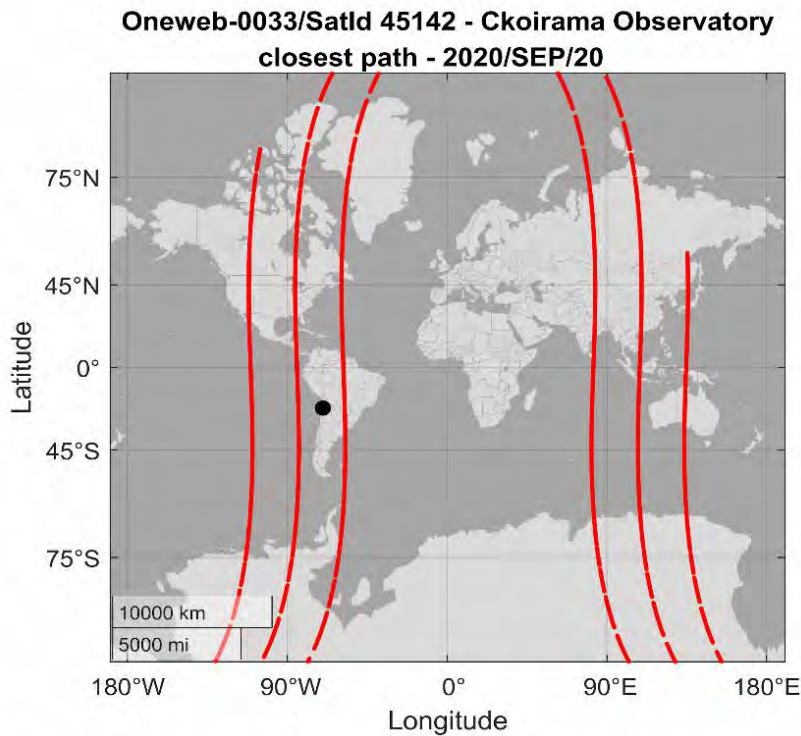 Oneweb-0033/SatId 45142 - Ckoirama Observatory
closest path - 2020/SEP/20
75°N
45°N
0°
45°S
75°S
Latitude
10000 km
5000 mi
180°W
90°W
0°
90°E
180°E
Longitude